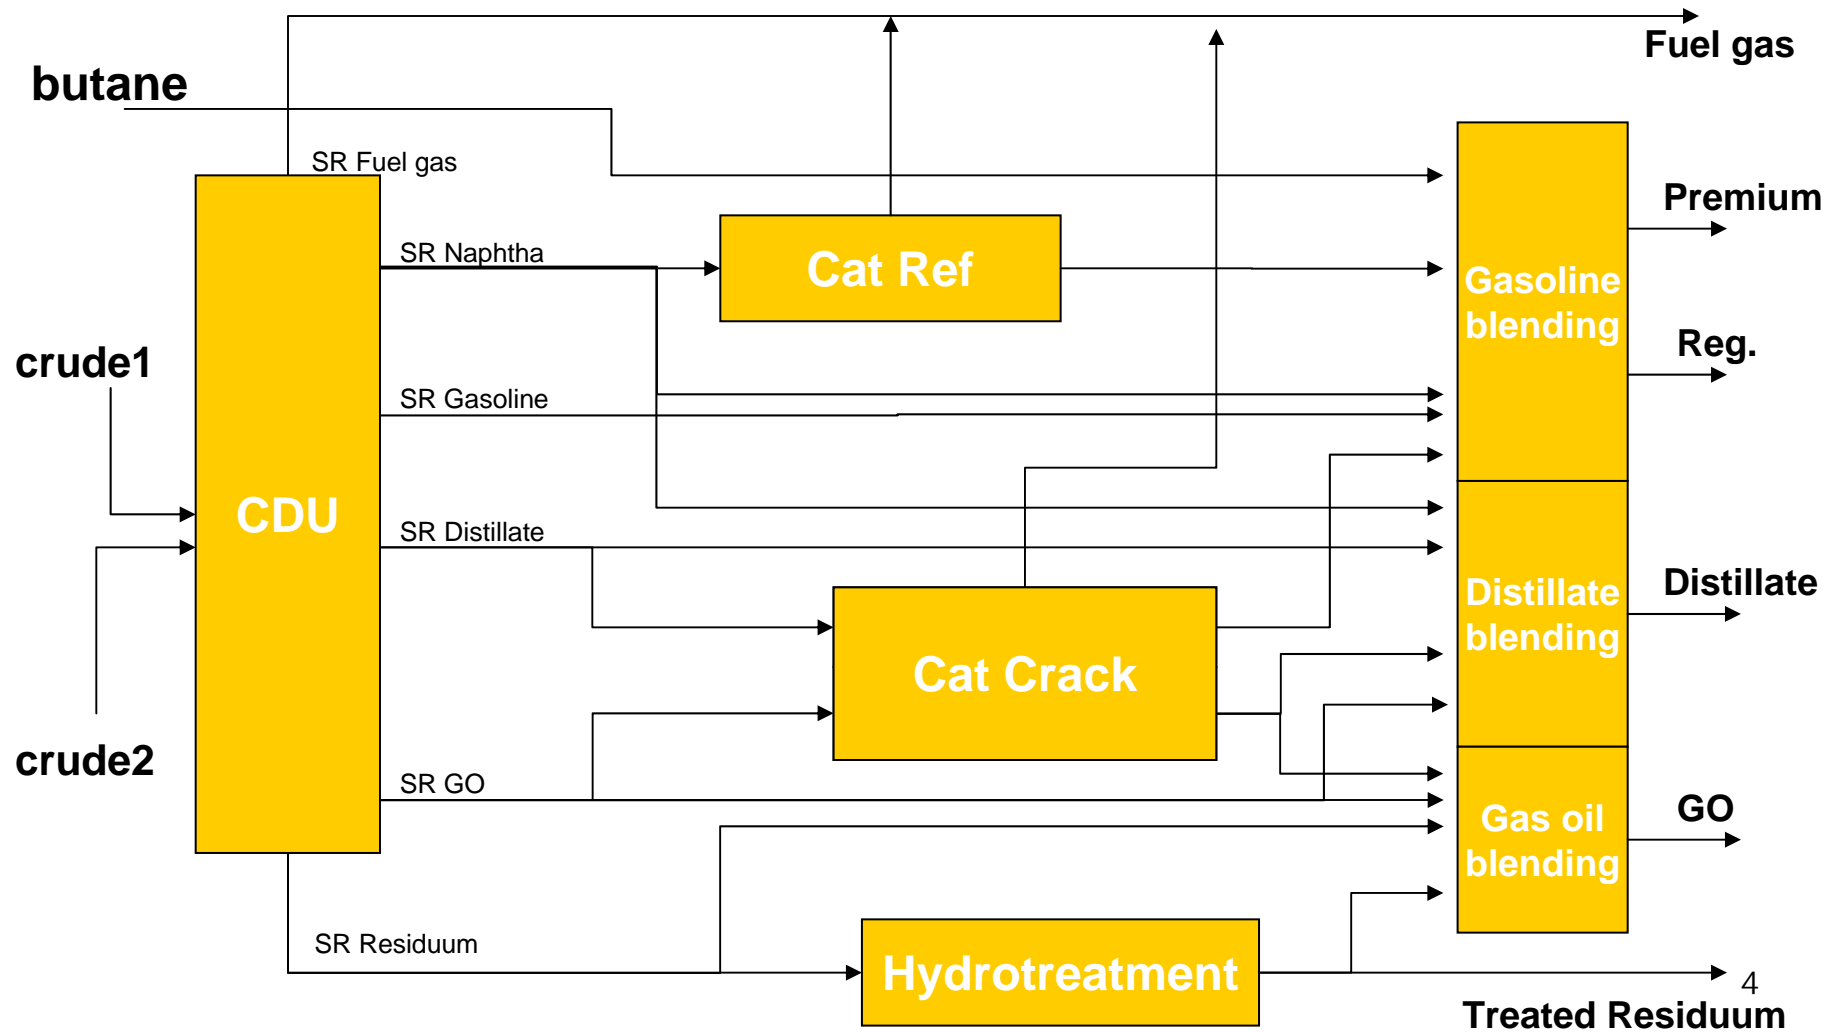 Fuel gas
butane
SR Fuel gas
Premium
SR Naphtha
Cat Ref
Gasoline
blending
Reg.
crude1
SR Gasoline
CDU
SR Distillate
Distillate
blending
Distillate
Cat Crack
crude2
SR GO
GO
Gas oil
blending
SR Residuum
Hydrotreatment
4
Treated Residuum